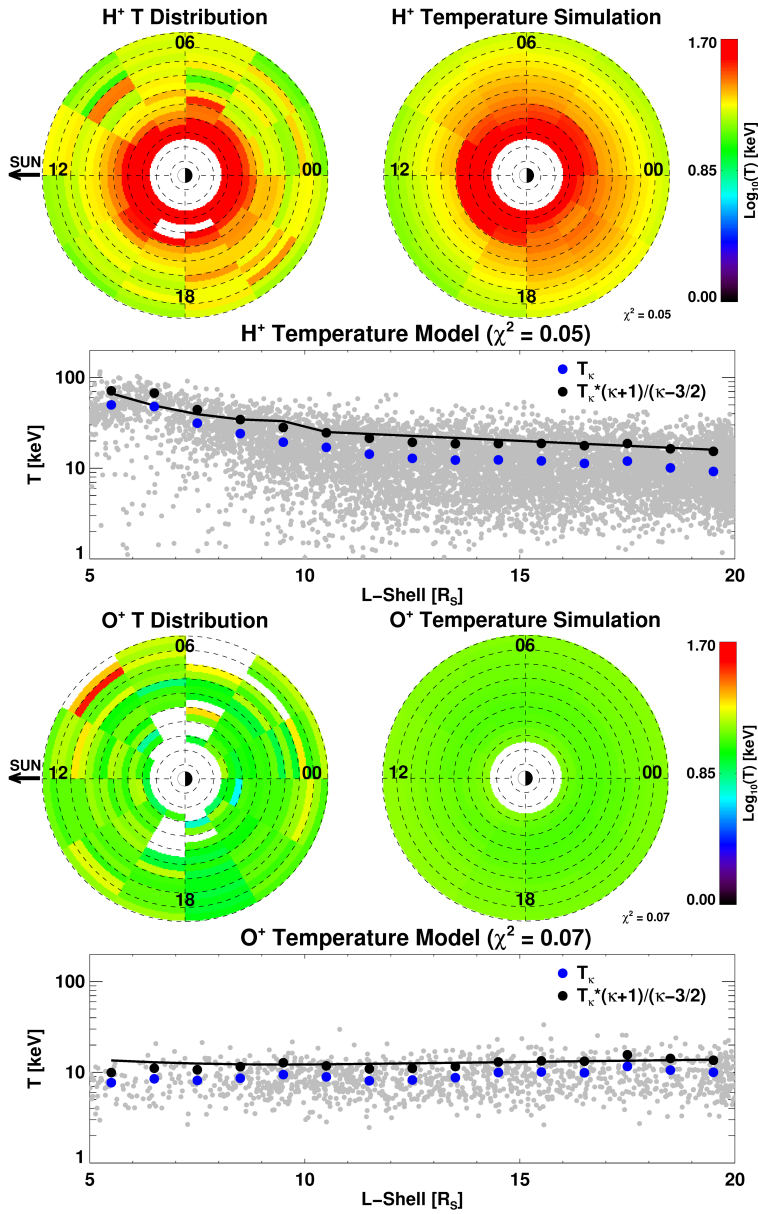 H⁺ T Distribution
H⁺ Temperature Simulation
06
06
1.70
SUN
12
00
12
00
0.85
Log₁₀(T) [keV]
18
18
0.00
χ² = 0.05
H⁺ Temperature Model (χ² = 0.05)
100
10
1
T [keV]
Tκ
Tκ*(κ+1)/(κ−3/2)
5
10
15
20
L−Shell [Rₛ]
O⁺ T Distribution
O⁺ Temperature Simulation
06
06
1.70
SUN
12
00
12
00
0.85
Log₁₀(T) [keV]
18
18
0.00
χ² = 0.07
O⁺ Temperature Model (χ² = 0.07)
100
10
1
T [keV]
Tκ
Tκ*(κ+1)/(κ−3/2)
5
10
15
20
L−Shell [Rₛ]